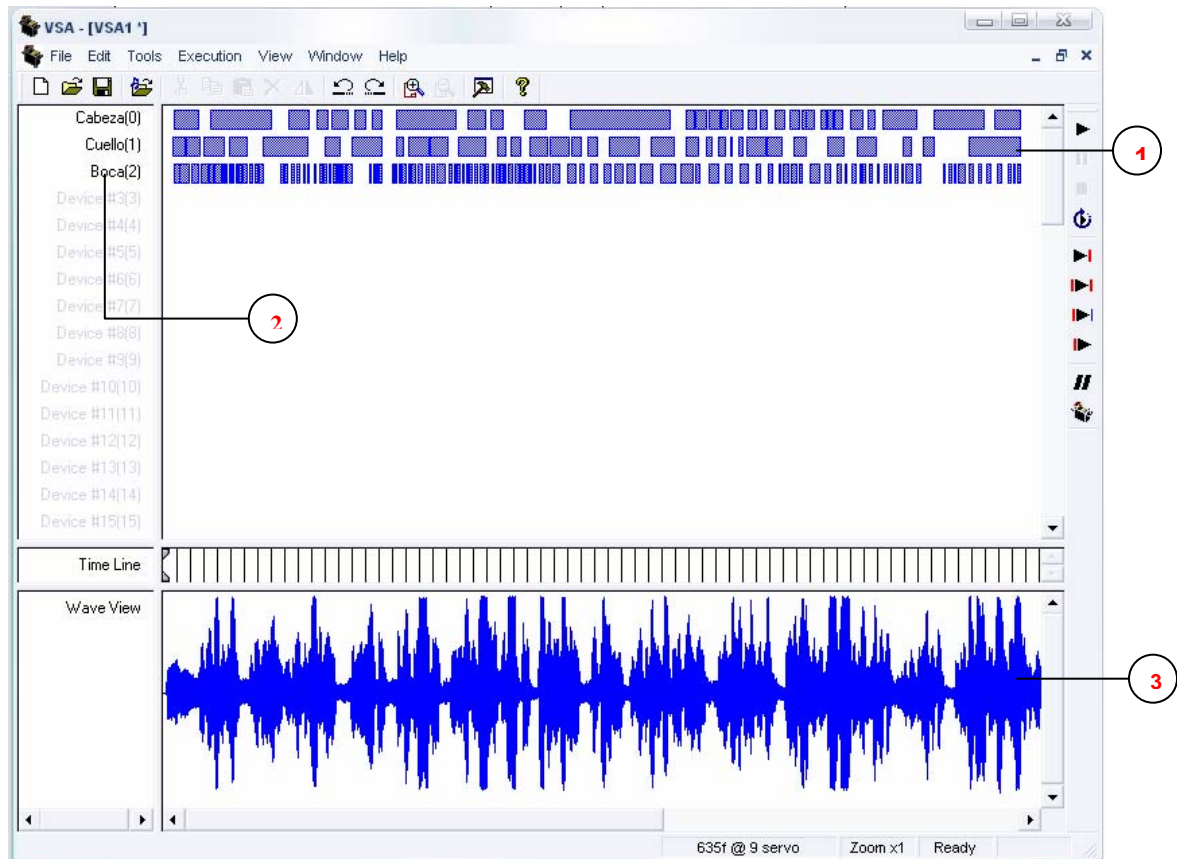 VSA - [VSA1 *]
File Edit Tools Execution View Window Help
Cabeza(0)
Cuello(1)
Boca(2)
Device #3(3)
Device #4(4)
Device #5(5)
Device #6(6)
Device #7(7)
Device #8(8)
Device #9(9)
Device #10(10)
Device #11(11)
Device #12(12)
Device #13(13)
Device #14(14)
Device #15(15)
1
2
Time Line
Wave View
3
635f @ 9 servo Zoom x1 Ready